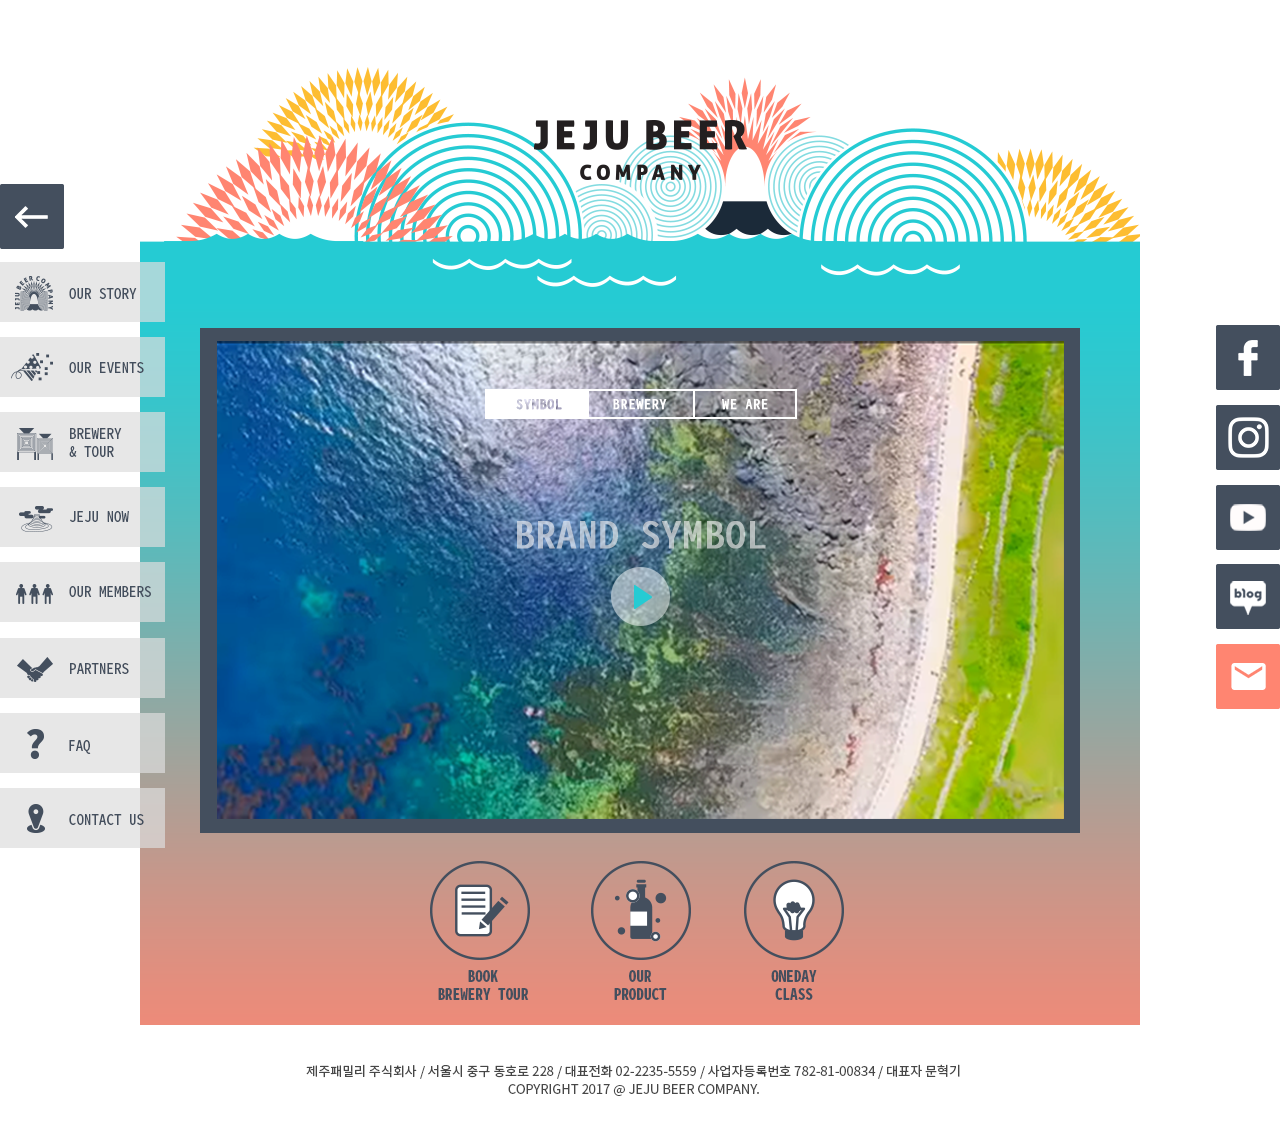 JEJU BEER
COMPANY
JEJU BEER COMPANY
OUR STORY
OUR EVENTS
BREWERY
& TOUR
JEJU NOW
OUR MEMBERS
PARTNERS
FAQ
CONTACT US
SYMBOL
BREWERY
WE ARE
BRAND SYMBOL
blog
BOOK
BREWERY TOUR
OUR
PRODUCT
ONEDAY
CLASS
제주패밀리 주식회사 / 서울시 중구 동호로 228 / 대표전화 02-2235-5559 / 사업자등록번호 782-81-00834 / 대표자 문혁기
COPYRIGHT 2017 @ JEJU BEER COMPANY.